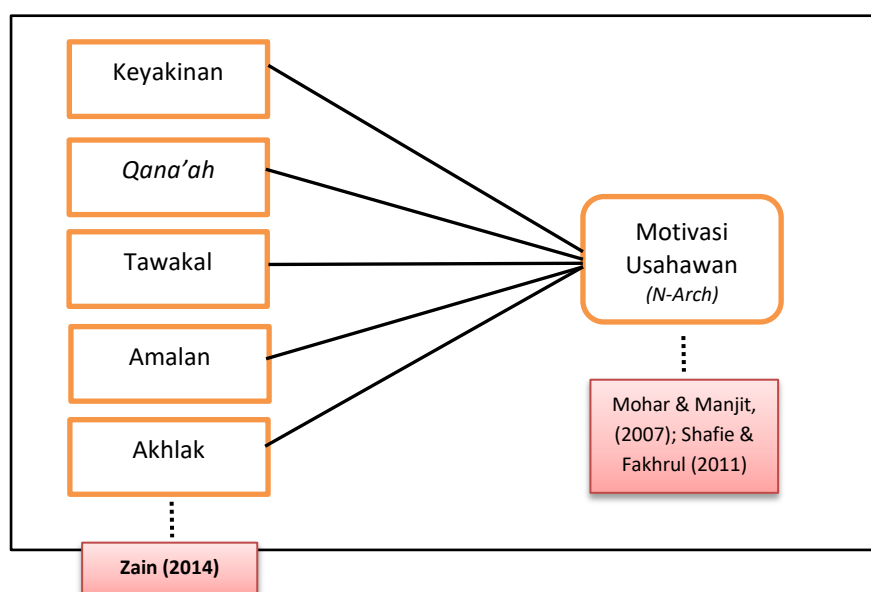 Keyakinan
Qana’ah
Tawakal
Amalan
Akhlak
Zain (2014)
Motivasi
Usahawan
(N-Arch)
Mohar & Manjit,
(2007); Shafie &
Fakhrul (2011)